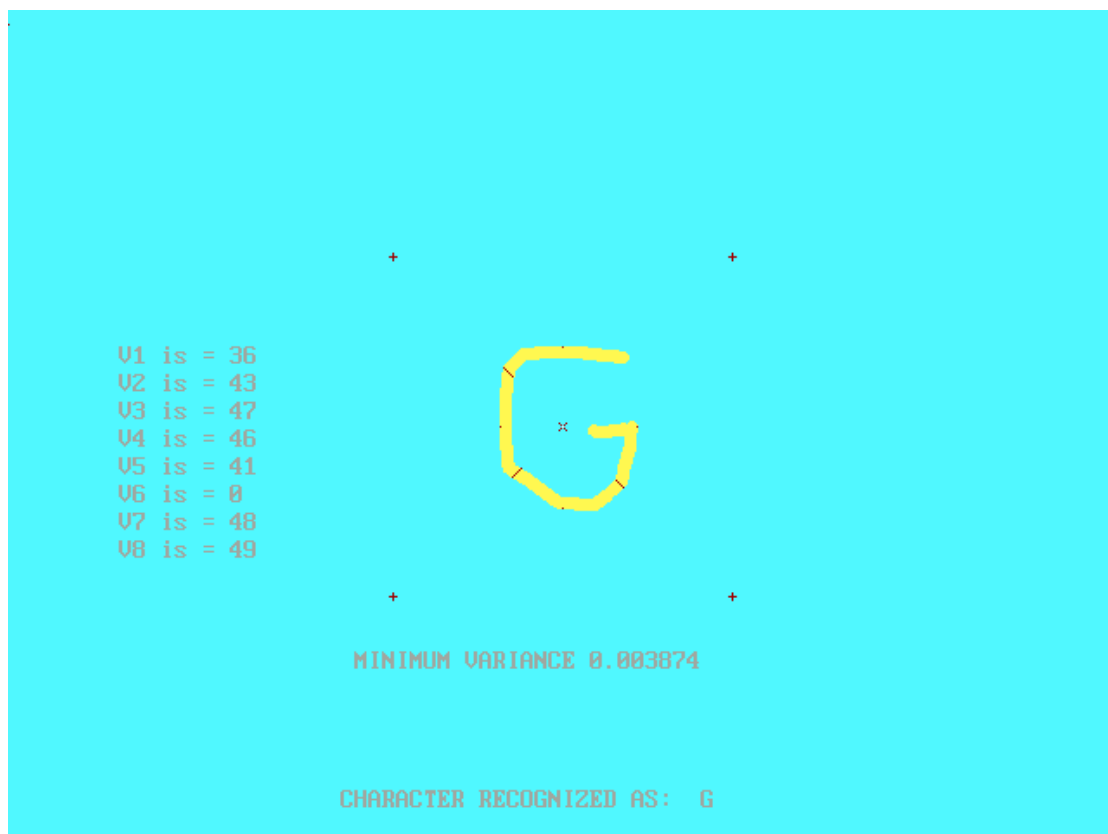 V1 is = 36
V2 is = 43
V3 is = 47
V4 is = 46
V5 is = 41
V6 is = 0
V7 is = 48
V8 is = 49
G
MINIMUM VARIANCE 0.003874
CHARACTER RECOGNIZED AS: G